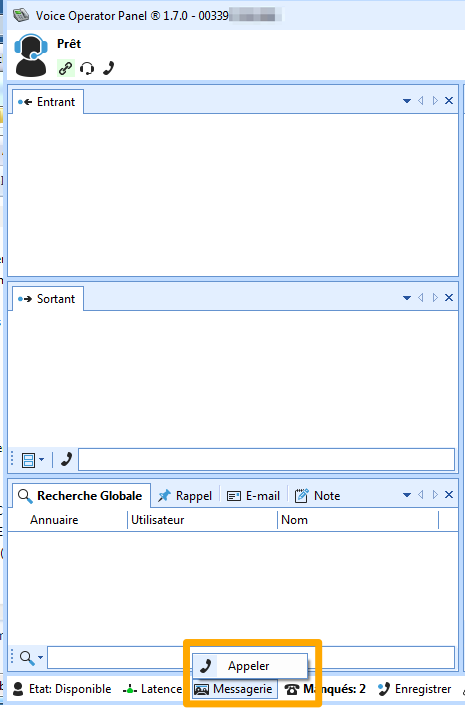 Voice Operator Panel ® 1.7.0 - 00339
Prêt
Entrant
Sortant
Recherche Globale Rappel E-mail Note
Annuaire Utilisateur Nom
Appeler
Etat: Disponible Latence Messagerie Manqués: 2 Enregistrer